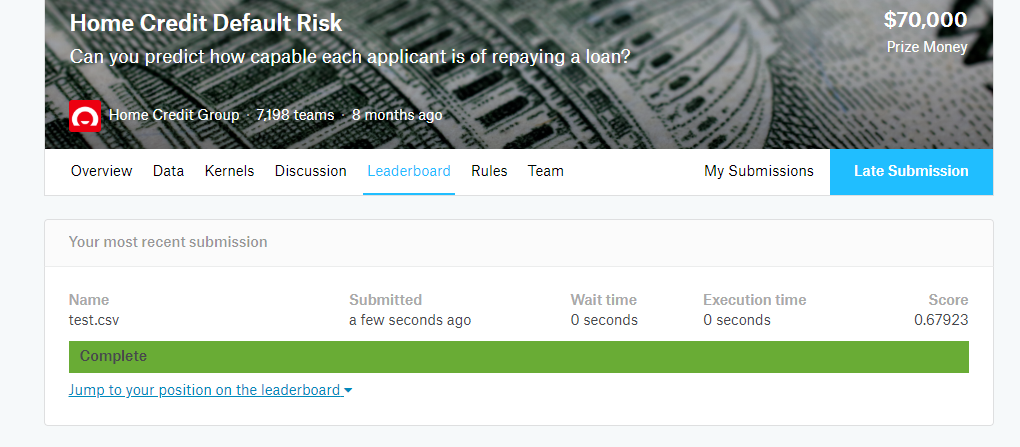 Home Credit Default Risk
$70,000
Can you predict how capable each applicant is of repaying a loan?
Prize Money
Home Credit Group · 7,198 teams · 8 months ago
Overview Data Kernels Discussion Leaderboard Rules Team My Submissions Late Submission
Your most recent submission
Name Submitted Wait time Execution time Score
test.csv a few seconds ago 0 seconds 0 seconds 0.67923
Complete
Jump to your position on the leaderboard